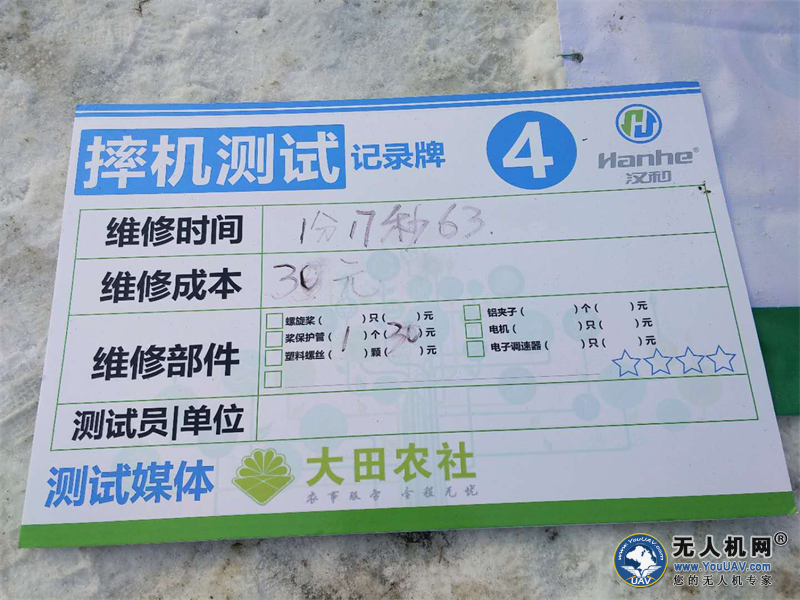 摔机测试 记录牌 4 Hanhe®
汉和
维修时间 1分17秒63
维修成本 30元
维修部件
螺旋桨( )只( )元 铝夹子( )个( )元
桨保护管( 1 )个( 30 )元 电机( )只( )元
塑料螺丝( )颗( )元 电子调速器( )只( )元
测试员|单位
测试媒体 大田农社
农事服务 全程无忧
无人机网®
www.YouUAV.com
您的无人机专家
www.youuav.com
UAV